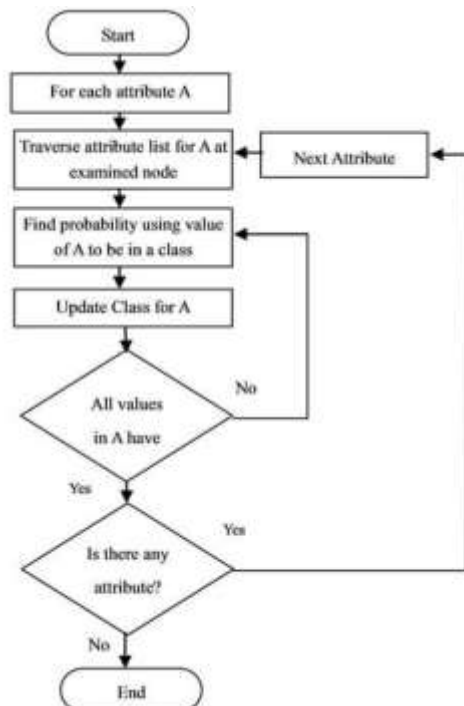 Start
For each attribute A
Traverse attribute list for A at
examined node
Next Attribute
Find probability using value
of A to be in a class
Update Class for A
No
All values
in A have
Yes
Yes
Is there any
attribute?
No
End